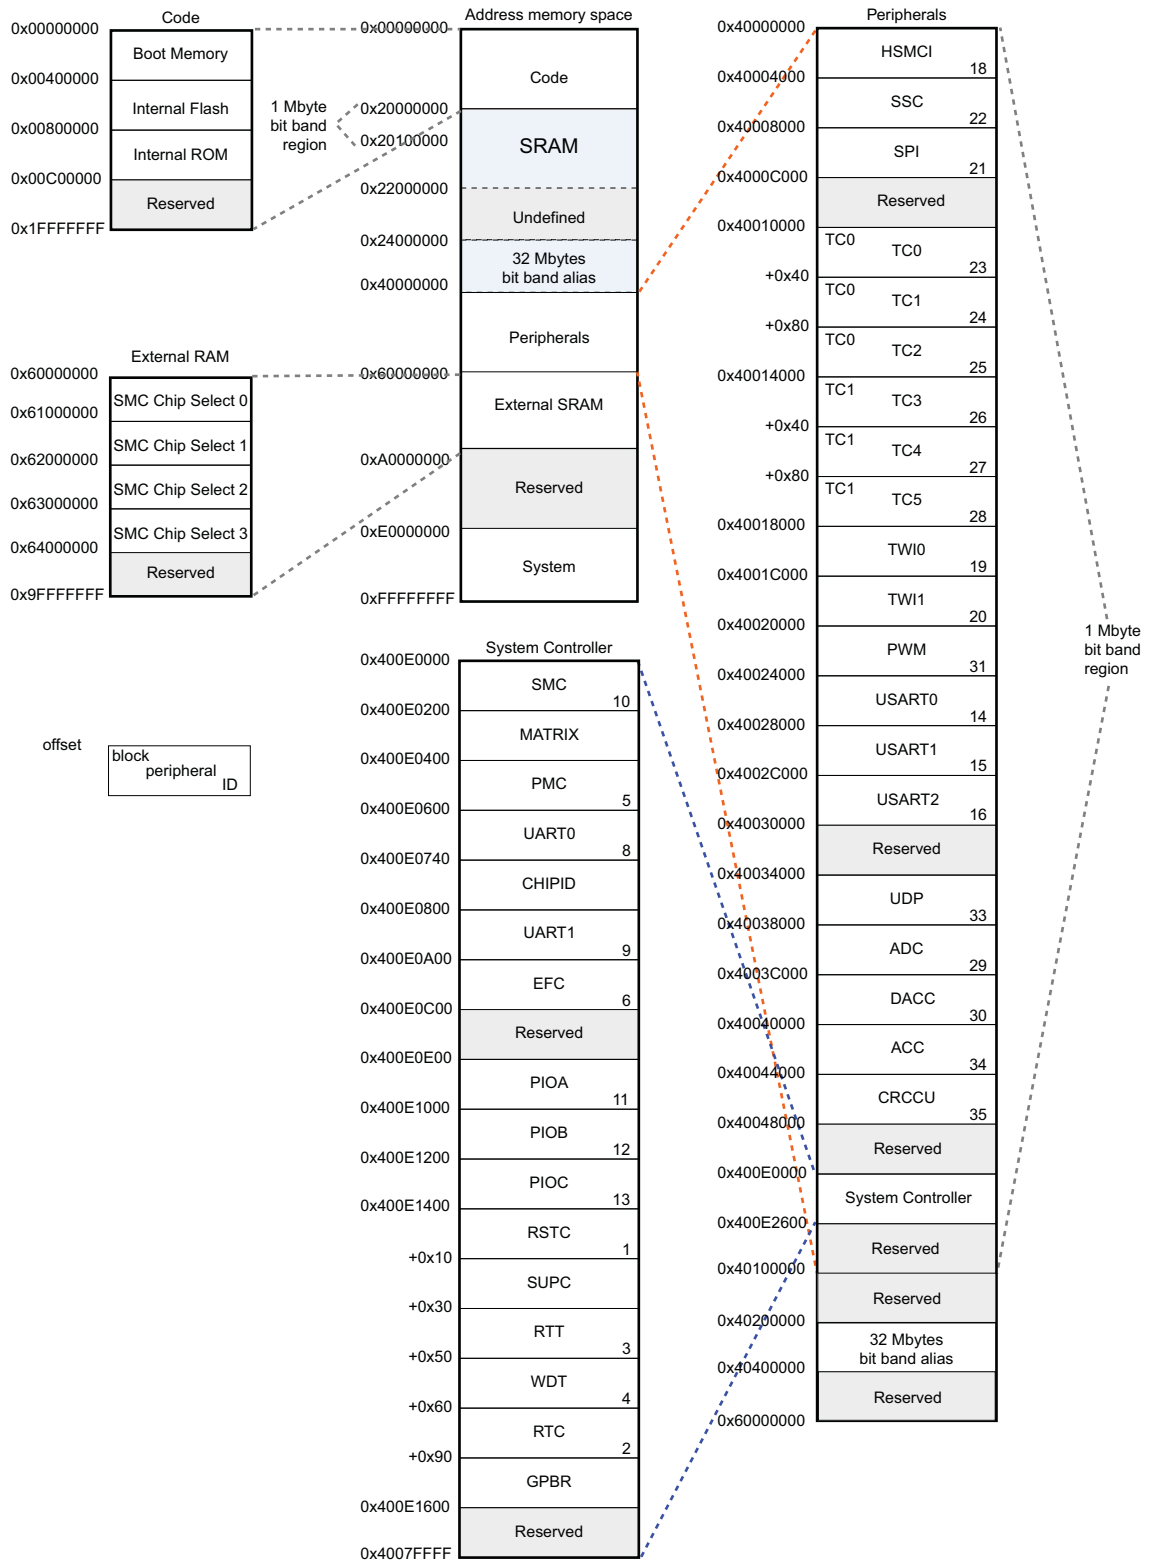 Code
0x00000000
Boot Memory
0x00400000
Internal Flash
0x00800000
Internal ROM
0x00C00000
Reserved
0x1FFFFFFF
1 Mbyte
bit band
region
External RAM
0x60000000
SMC Chip Select 0
0x61000000
SMC Chip Select 1
0x62000000
SMC Chip Select 2
0x63000000
SMC Chip Select 3
0x64000000
Reserved
0x9FFFFFFF
offset
block
peripheral
ID
Address memory space
0x00000000
Code
0x20000000
0x20100000
SRAM
0x22000000
Undefined
0x24000000
32 Mbytes
bit band alias
0x40000000
Peripherals
0x60000000
External SRAM
0xA0000000
Reserved
0xE0000000
System
0xFFFFFFFF
System Controller
0x400E0000
SMC
10
0x400E0200
MATRIX
0x400E0400
PMC
5
0x400E0600
UART0
8
0x400E0740
CHIPID
0x400E0800
UART1
9
0x400E0A00
EFC
6
0x400E0C00
Reserved
0x400E0E00
PIOA
11
0x400E1000
PIOB
12
0x400E1200
PIOC
13
0x400E1400
RSTC
1
+0x10
SUPC
+0x30
RTT
3
+0x50
WDT
4
+0x60
RTC
2
+0x90
GPBR
0x400E1600
Reserved
0x4007FFFF
Peripherals
0x40000000
HSMCI
18
0x40004000
SSC
22
0x40008000
SPI
21
0x4000C000
Reserved
0x40010000
TC0
TC0
23
+0x40
TC0
TC1
24
+0x80
TC0
TC2
25
0x40014000
TC1
TC3
26
+0x40
TC1
TC4
27
+0x80
TC1
TC5
28
0x40018000
TWI0
19
0x4001C000
TWI1
20
0x40020000
PWM
31
0x40024000
USART0
14
0x40028000
USART1
15
0x4002C000
USART2
16
0x40030000
Reserved
0x40034000
UDP
33
0x40038000
ADC
29
0x4003C000
DACC
30
0x40040000
ACC
34
0x40044000
CRCCU
35
0x40048000
Reserved
0x400E0000
System Controller
0x400E2600
Reserved
0x40100000
Reserved
0x40200000
32 Mbytes
bit band alias
0x40400000
Reserved
0x60000000
1 Mbyte
bit band
region